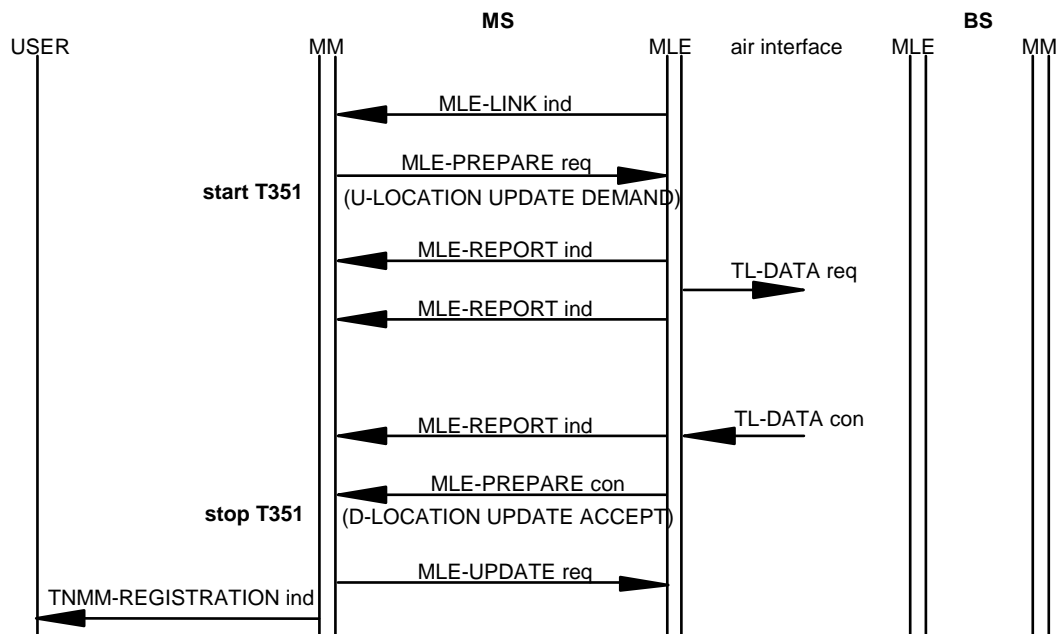 MS
BS
USER
MM
MLE
air interface
MLE
MM
MLE-LINK ind
MLE-PREPARE req
start T351
(U-LOCATION UPDATE DEMAND)
MLE-REPORT ind
TL-DATA req
MLE-REPORT ind
MLE-REPORT ind
TL-DATA con
MLE-PREPARE con
stop T351
(D-LOCATION UPDATE ACCEPT)
MLE-UPDATE req
TNMM-REGISTRATION ind